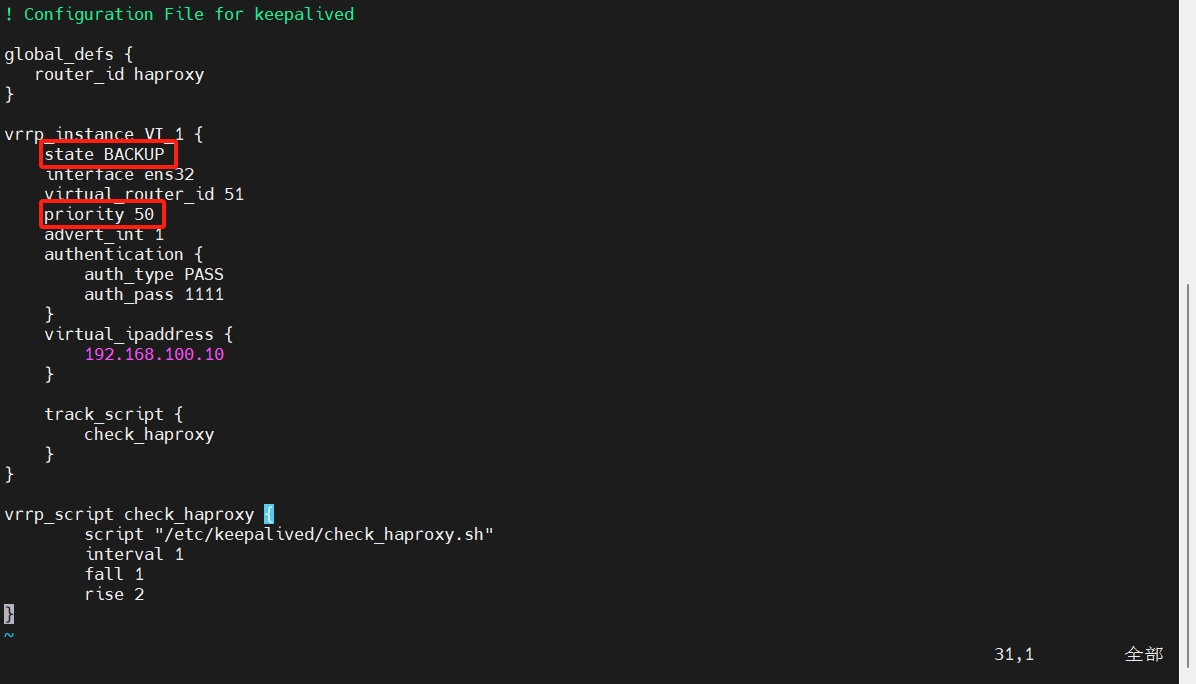 ! Configuration File for keepalived
global_defs {
   router_id haproxy
}
vrrp_instance VI_1 {
    state BACKUP
    interface ens32
    virtual_router_id 51
    priority 50
    advert_int 1
    authentication {
        auth_type PASS
        auth_pass 1111
    }
    virtual_ipaddress {
        192.168.100.10
    }
    track_script {
        check_haproxy
    }
}
vrrp_script check_haproxy {
        script "/etc/keepalived/check_haproxy.sh"
        interval 1
        fall 1
        rise 2
}
~
31,1 全部